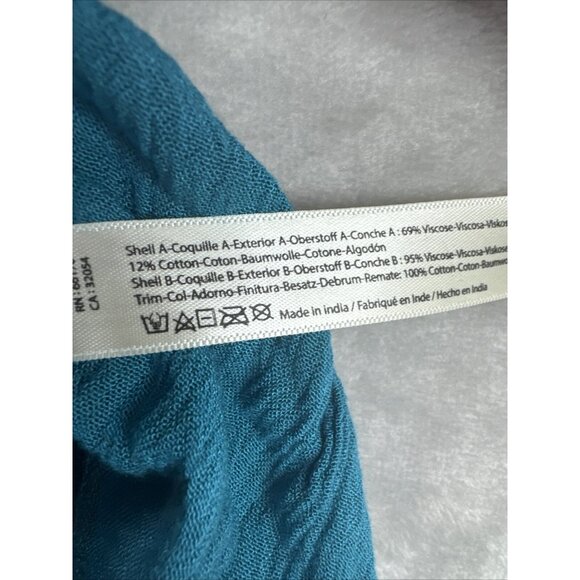 Shell A-Coquille A-Exterior A-Oberstoff A-Conche A : 69% Viscose-Viscosa-Viskose
12% Cotton-Coton-Baumwolle-Cotone-Algodón
Shell B-Coquille B-Exterior B-Oberstoff B-Conche B : 95% Viscose-Viscosa-Viskose
Trim-Col-Adorno-Finitura-Besatz-Debrum-Remate: 100% Cotton-Coton-Baumwo
Made in india / Fabriqué en Inde / Hecho en India
RN :
CA : 32054